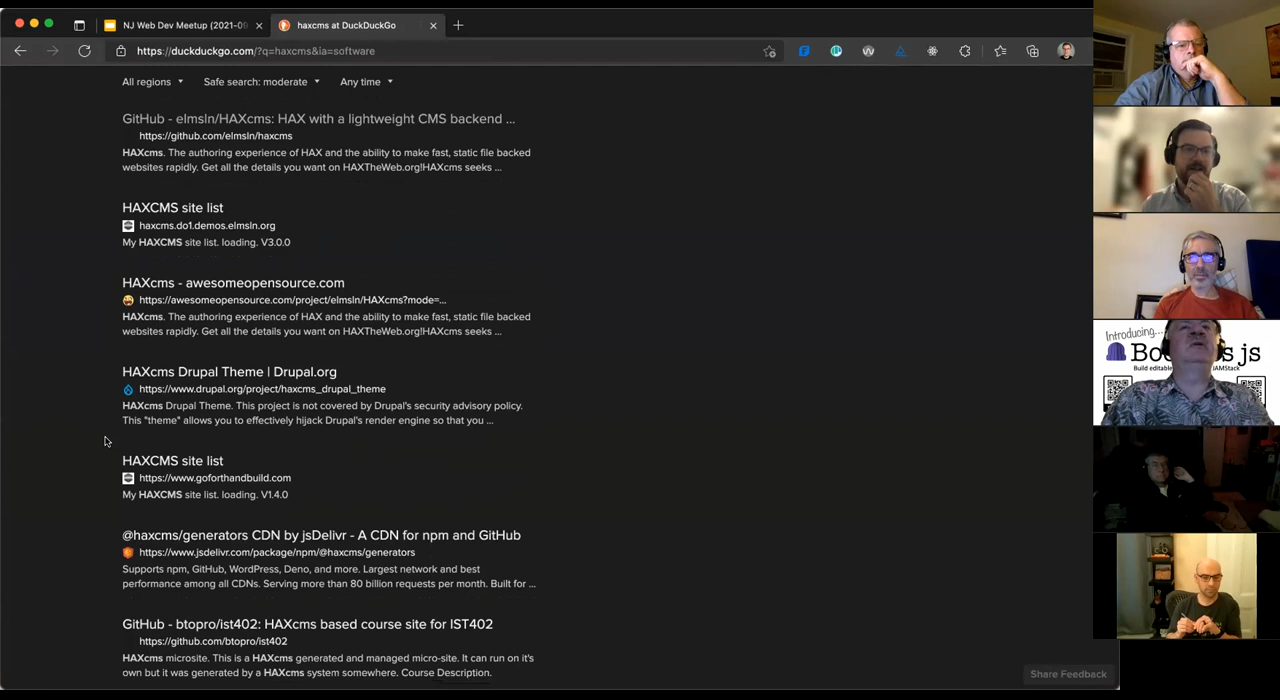 NJ Web Dev Meetup (2021-09
haxcms at DuckDuckGo
https://duckduckgo.com/?q=haxcms&ia=software
All regions
Safe search: moderate
Any time
GitHub - elmsln/HAXcms: HAX with a lightweight CMS backend ...
https://github.com/elmsln/haxcms
HAXcms. The authoring experience of HAX and the ability to make fast, static file backed
websites rapidly. Get all the details you want on HAXTheWeb.org!HAXcms seeks ...
HAXCMS site list
haxcms.do1.demos.elmsln.org
My HAXCMS site list. loading. V3.0.0
HAXcms - awesomeopensource.com
https://awesomeopensource.com/project/elmsln/HAXcms?mode=...
HAXcms. The authoring experience of HAX and the ability to make fast, static file backed
websites rapidly. Get all the details you want on HAXTheWeb.org!HAXcms seeks ...
HAXcms Drupal Theme | Drupal.org
https://www.drupal.org/project/haxcms_drupal_theme
HAXcms Drupal Theme. This project is not covered by Drupal's security advisory policy.
This "theme" allows you to effectively hijack Drupal's render engine so that you ...
HAXCMS site list
https://www.goforthandbuild.com
My HAXCMS site list. loading. V1.4.0
@haxcms/generators CDN by jsDelivr - A CDN for npm and GitHub
https://www.jsdelivr.com/package/npm/@haxcms/generators
Supports npm, GitHub, WordPress, Deno, and more. Largest network and best
performance among all CDNs. Serving more than 80 billion requests per month. Built for ...
GitHub - btopro/ist402: HAXcms based course site for IST402
https://github.com/btopro/ist402
HAXcms microsite. This is a HAXcms generated and managed micro-site. It can run on it's
own but it was generated by a HAXcms system somewhere. Course Description.
Share Feedback
Introducing...
Bo s js
Build editable JAMStack